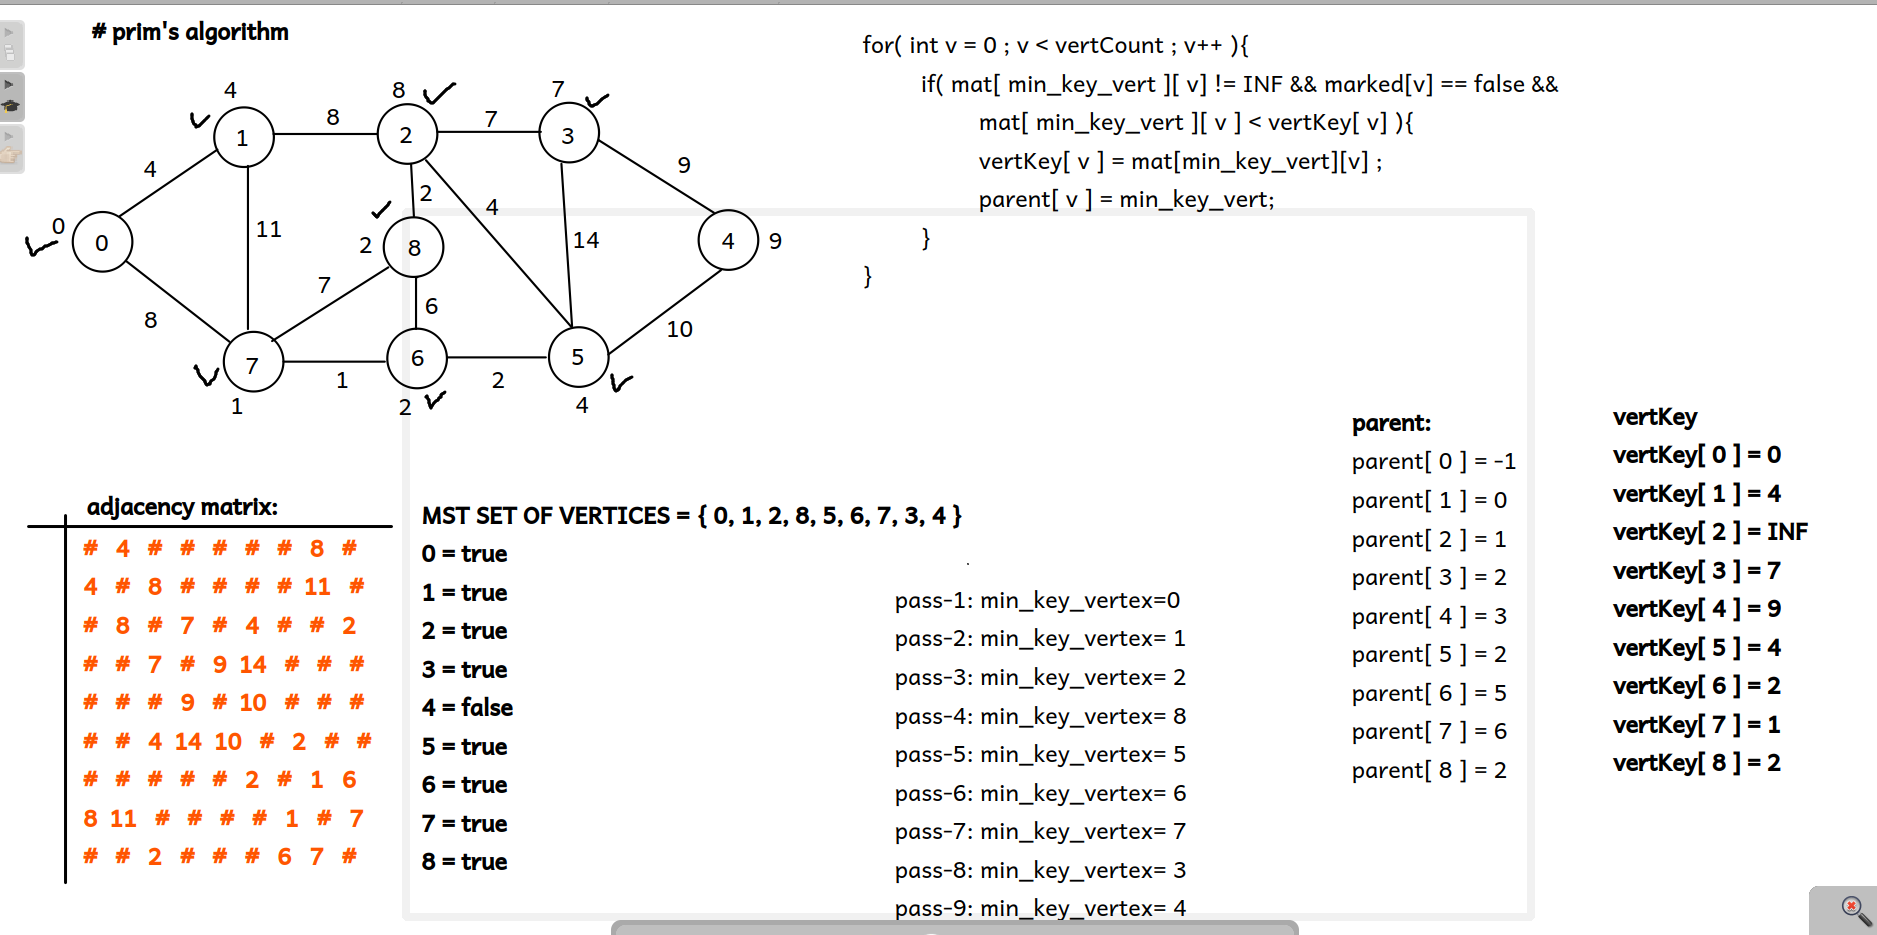 # prim's algorithm
for( int v = 0 ; v < vertCount ; v++ ){
if( mat[ min_key_vert ][ v] != INF && marked[v] == false &&
mat[ min_key_vert ][ v ] < vertKey[ v] ){
vertKey[ v ] = mat[min_key_vert][v] ;
parent[ v ] = min_key_vert;
}
}
4
8
7
1
8
2
7
3
4
9
2
4
0
0
11
2
8
14
4
9
7
6
8
10
7
1
6
2
5
1
2
4
adjacency matrix:
# 4 # # # # # 8 #
4 # 8 # # # # 11 #
# 8 # 7 # 4 # # 2
# # 7 # 9 14 # # #
# # # 9 # 10 # # #
# # 4 14 10 # 2 # #
# # # # # 2 # 1 6
8 11 # # # # 1 # 7
# # 2 # # # 6 7 #
MST SET OF VERTICES = { 0, 1, 2, 8, 5, 6, 7, 3, 4 }
0 = true
1 = true
2 = true
3 = true
4 = false
5 = true
6 = true
7 = true
8 = true
pass-1: min_key_vertex=0
pass-2: min_key_vertex= 1
pass-3: min_key_vertex= 2
pass-4: min_key_vertex= 8
pass-5: min_key_vertex= 5
pass-6: min_key_vertex= 6
pass-7: min_key_vertex= 7
pass-8: min_key_vertex= 3
pass-9: min_key_vertex= 4
parent:
parent[ 0 ] = -1
parent[ 1 ] = 0
parent[ 2 ] = 1
parent[ 3 ] = 2
parent[ 4 ] = 3
parent[ 5 ] = 2
parent[ 6 ] = 5
parent[ 7 ] = 6
parent[ 8 ] = 2
vertKey
vertKey[ 0 ] = 0
vertKey[ 1 ] = 4
vertKey[ 2 ] = INF
vertKey[ 3 ] = 7
vertKey[ 4 ] = 9
vertKey[ 5 ] = 4
vertKey[ 6 ] = 2
vertKey[ 7 ] = 1
vertKey[ 8 ] = 2